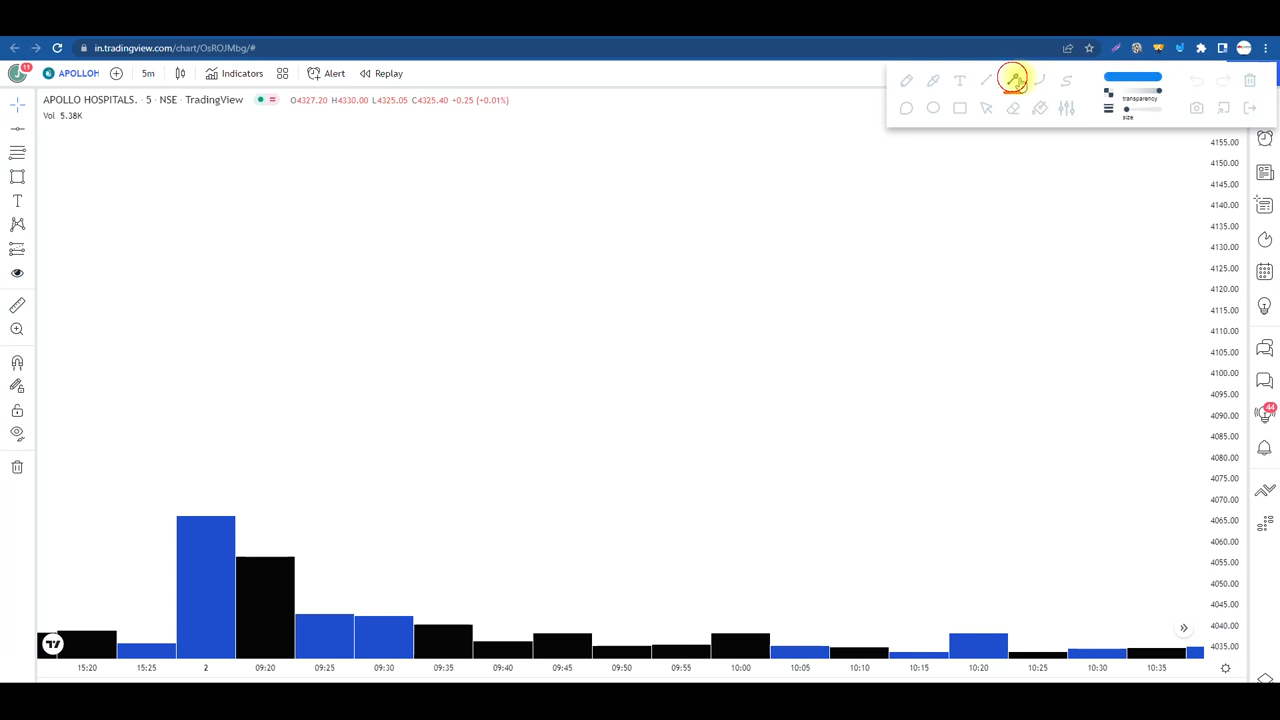 in.tradingview.com/chart/OsROJMbg/#
11
APOLLOH
5m
Indicators
Alert
Replay
APOLLO HOSPITALS. · 5 · NSE · TradingView
O4327.20 H4330.00 L4325.05 C4325.40 +0.25 (+0.01%)
Vol 5.38K
T
transparency
size
T
4155.00
4150.00
4145.00
4140.00
4135.00
4130.00
4125.00
4120.00
4115.00
4110.00
4105.00
4100.00
4095.00
4090.00
4085.00
4080.00
4075.00
4070.00
4065.00
4060.00
4055.00
4050.00
4045.00
4040.00
4035.00
44
15:20 15:25 2 09:20 09:25 09:30 09:35 09:40 09:45 09:50 09:55 10:00 10:05 10:10 10:15 10:20 10:25 10:30 10:35